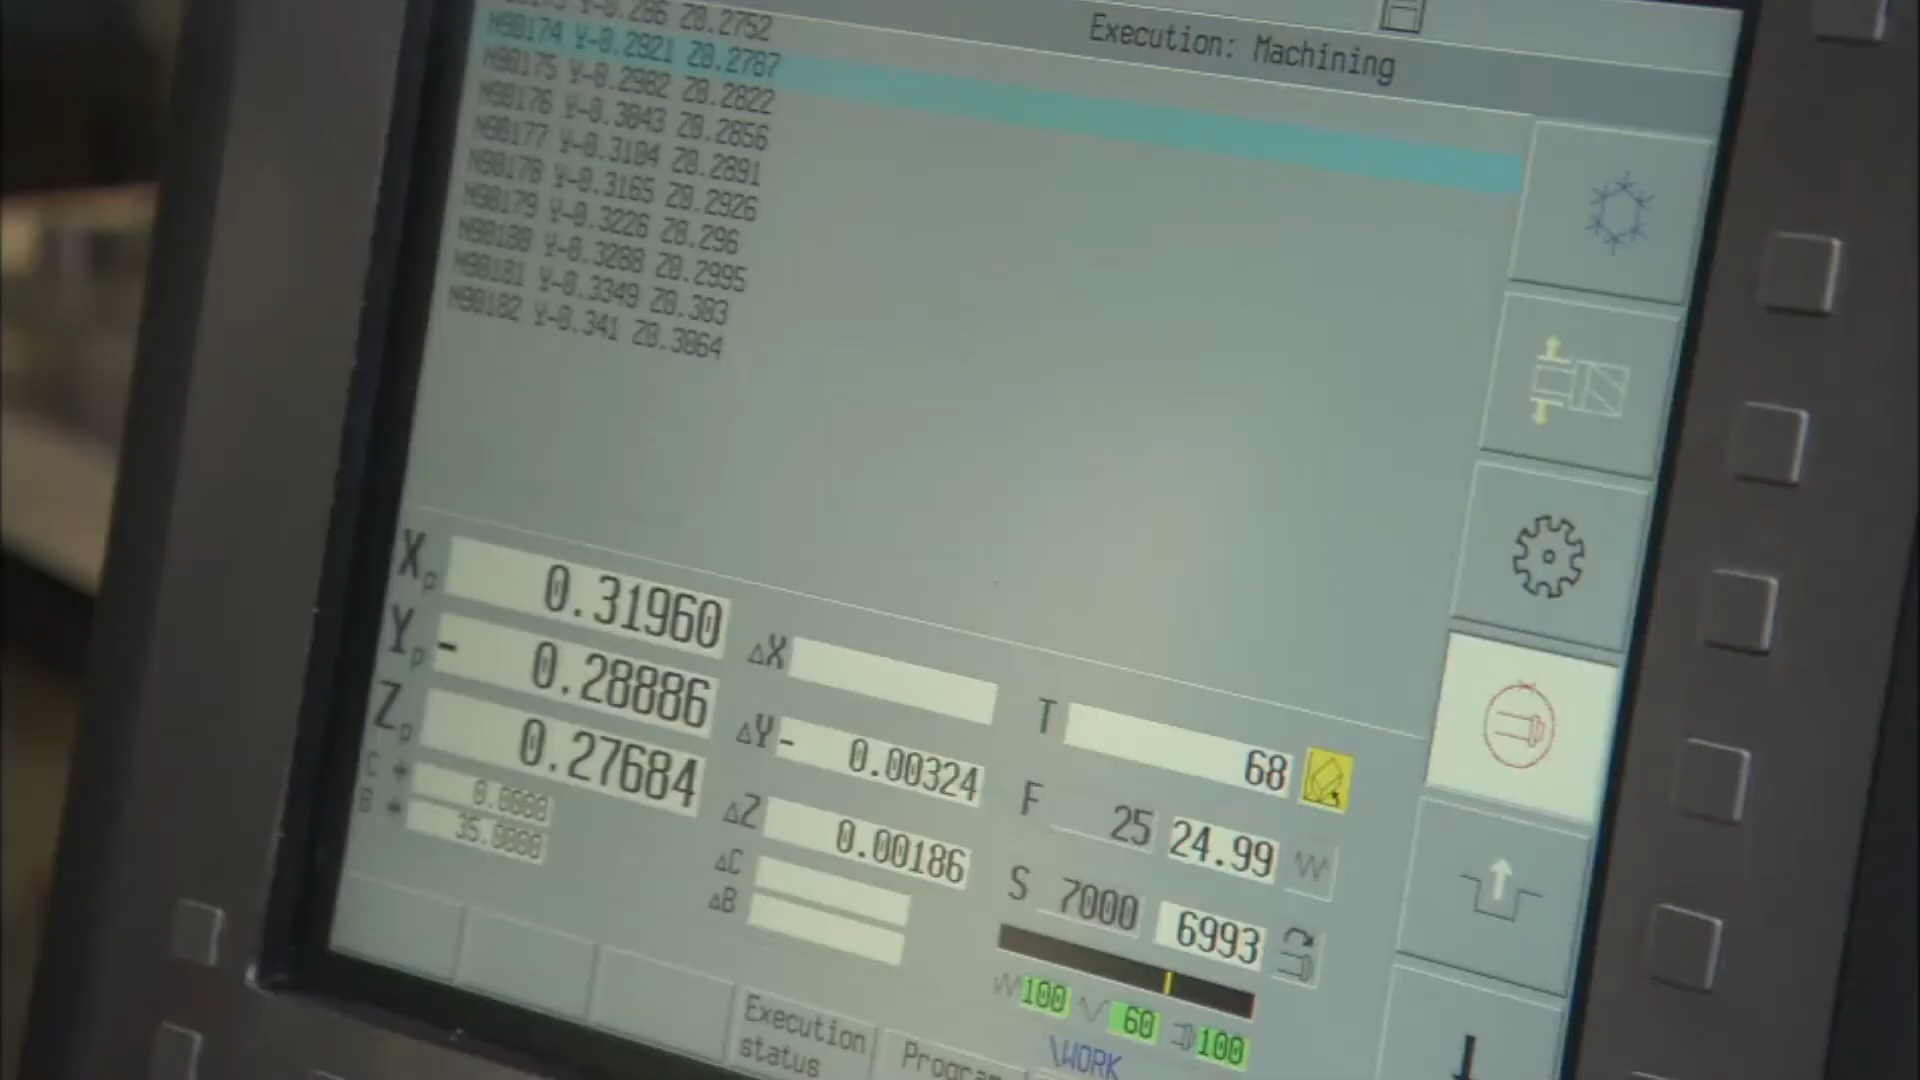 Y-0.286 Z0.2752
N90174 Y-0.2921 Z0.2787
N90175 Y-0.2982 Z0.2822
N90176 Y-0.3043 Z0.2856
N90177 Y-0.3104 Z0.2891
N90178 Y-0.3165 Z0.2926
N90179 Y-0.3226 Z0.296
N90180 Y-0.3288 Z0.2995
N90181 Y-0.3349 Z0.303
N90182 Y-0.341 Z0.3064
Execution: Machining
Xp 0.31960
Yp - 0.28886
Zp 0.27684
C + 0.0000
B + 35.0000
ΔX
ΔY - 0.00324
ΔZ 0.00186
ΔC
ΔB
T 68
F 25 24.99
S 7000 6993
100 60 100
\WORK
Execution
status
Program